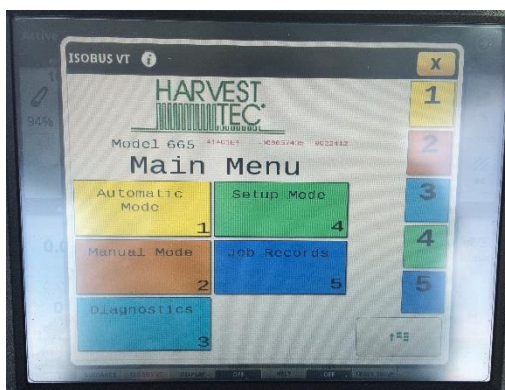 ISOBUS VT i X
HARVEST
TEC
Model 665
Main Menu
Automatic Mode 1
Setup Mode 4
Manual Mode 2
Job Records 5
Diagnostics 3
1
2
3
4
5
94%